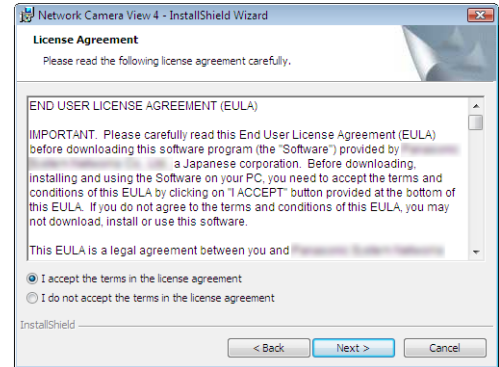 Network Camera View 4 - InstallShield Wizard
License Agreement
Please read the following license agreement carefully.
END USER LICENSE AGREEMENT (EULA)
IMPORTANT. Please carefully read this End User License Agreement (EULA)
before downloading this software program (the "Software") provided by
, a Japanese corporation. Before downloading,
installing and using the Software on your PC, you need to accept the terms and
conditions of this EULA by clicking on "I ACCEPT" button provided at the bottom of
this EULA. If you do not agree to the terms and conditions of this EULA, you may
not download, install or use this software.
This EULA is a legal agreement between you and
I accept the terms in the license agreement
I do not accept the terms in the license agreement
InstallShield
< Back
Next >
Cancel